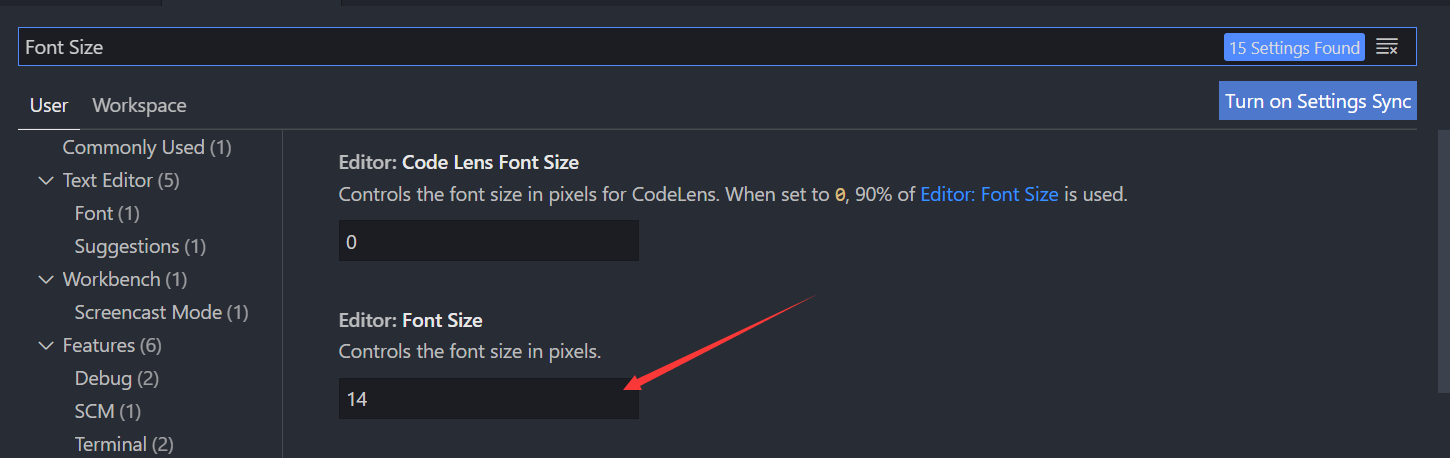 Font Size
15 Settings Found
User
Workspace
Turn on Settings Sync
Commonly Used (1)
Text Editor (5)
Font (1)
Suggestions (1)
Workbench (1)
Screencast Mode (1)
Features (6)
Debug (2)
SCM (1)
Terminal (2)
Editor: Code Lens Font Size
Controls the font size in pixels for CodeLens. When set to 0, 90% of Editor: Font Size is used.
0
Editor: Font Size
Controls the font size in pixels.
14